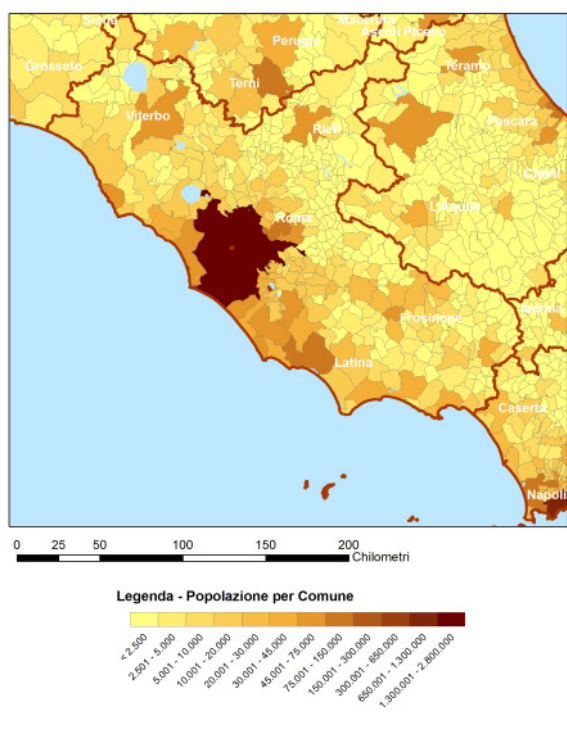 Siena
Macerata
Ascoli Piceno
Perugia
Grosseto
Teramo
Terni
Viterbo
Pescara
Rieti
Chieti
L'Aquila
Roma
Isernia
Frosinone
Latina
Caserta
Napoli
0 25 50 100 150 200
Chilometri
Legenda - Popolazione per Comune
< 2.500
2.501 - 5.000
5.001 - 10.000
10.001 - 20.000
20.001 - 30.000
30.001 - 45.000
45.001 - 75.000
75.001 - 150.000
150.001 - 300.000
300.001 - 650.000
650.001 - 1.300.000
1.300.001 - 2.800.000